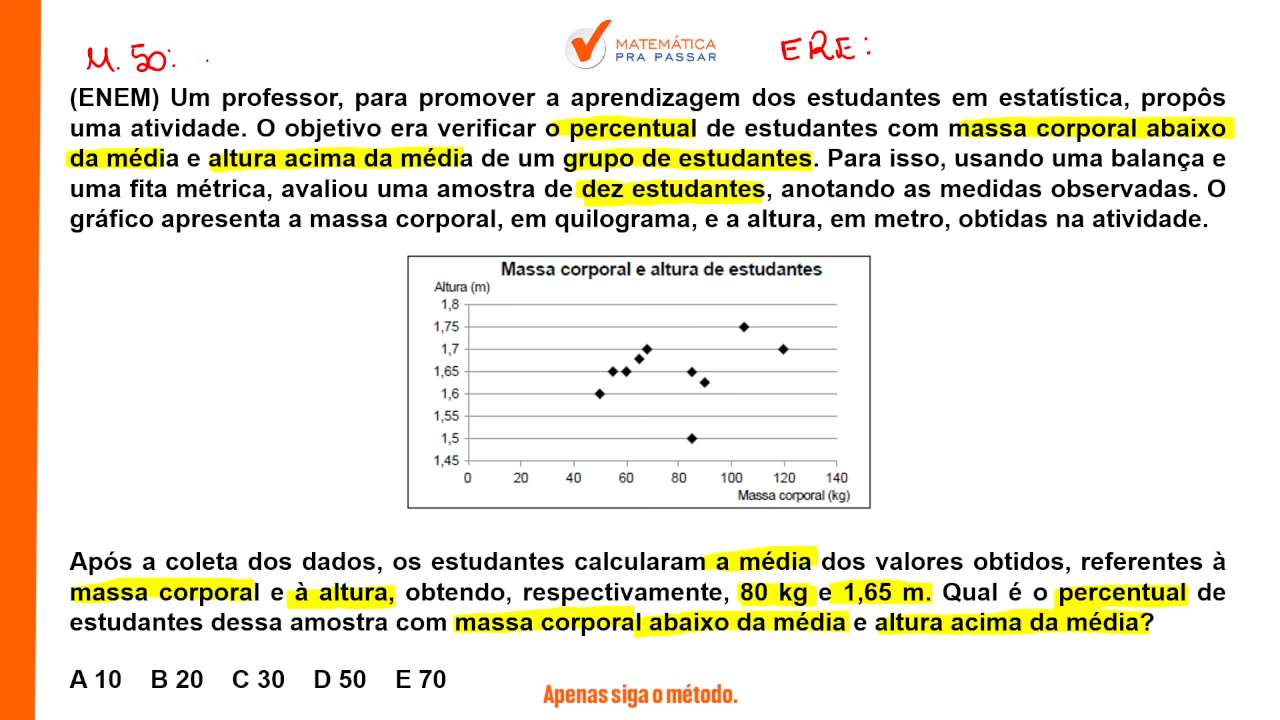 M. 50:
MATEMÁTICA
PRA PASSAR
ERE:
(ENEM) Um professor, para promover a aprendizagem dos estudantes em estatística, propôs
uma atividade. O objetivo era verificar o percentual de estudantes com massa corporal abaixo
da média e altura acima da média de um grupo de estudantes. Para isso, usando uma balança e
uma fita métrica, avaliou uma amostra de dez estudantes, anotando as medidas observadas. O
gráfico apresenta a massa corporal, em quilograma, e a altura, em metro, obtidas na atividade.
Massa corporal e altura de estudantes
Altura (m)
1,8
1,75
1,7
1,65
1,6
1,55
1,5
1,45
0 20 40 60 80 100 120 140
Massa corporal (kg)
Após a coleta dos dados, os estudantes calcularam a média dos valores obtidos, referentes à
massa corporal e à altura, obtendo, respectivamente, 80 kg e 1,65 m. Qual é o percentual de
estudantes dessa amostra com massa corporal abaixo da média e altura acima da média?
A 10 B 20 C 30 D 50 E 70
Apenas siga o método.